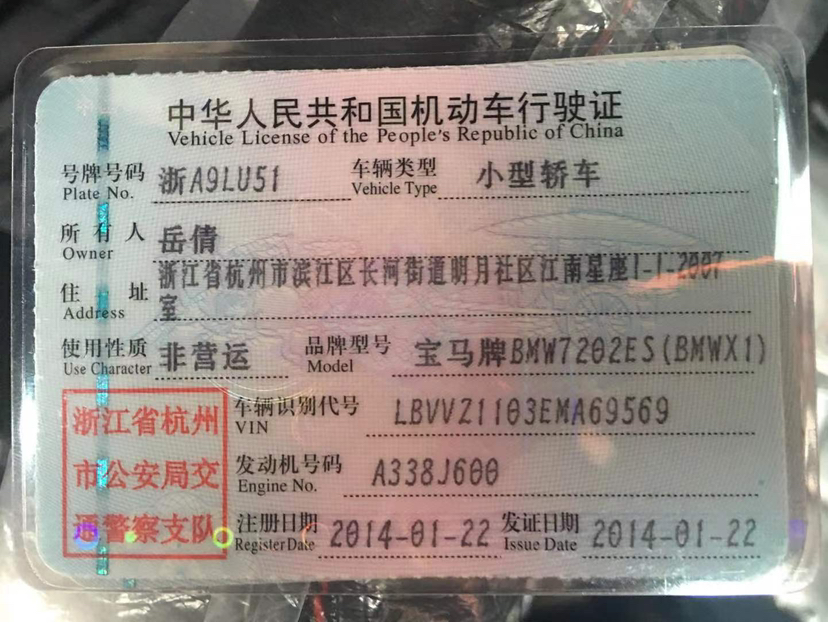 中华人民共和国机动车行驶证
Vehicle License of the People's Republic of China
号牌号码 浙A9LU51 车辆类型 小型轿车
Plate No. Vehicle Type
所有人 岳倩
Owner
浙江省杭州市滨江区长河街道明月社区江南星座1-1-2007
住址 室
Address
使用性质 非营运 品牌型号 宝马牌BMW7202ES(BMWX1)
Use Character Model
浙江省杭州 车辆识别代号 LBVVZ1103EMA69569
VIN
市公安局交 发动机号码 A338J600
Engine No.
通警察支队 注册日期 2014-01-22 发证日期 2014-01-22
Register Date Issue Date